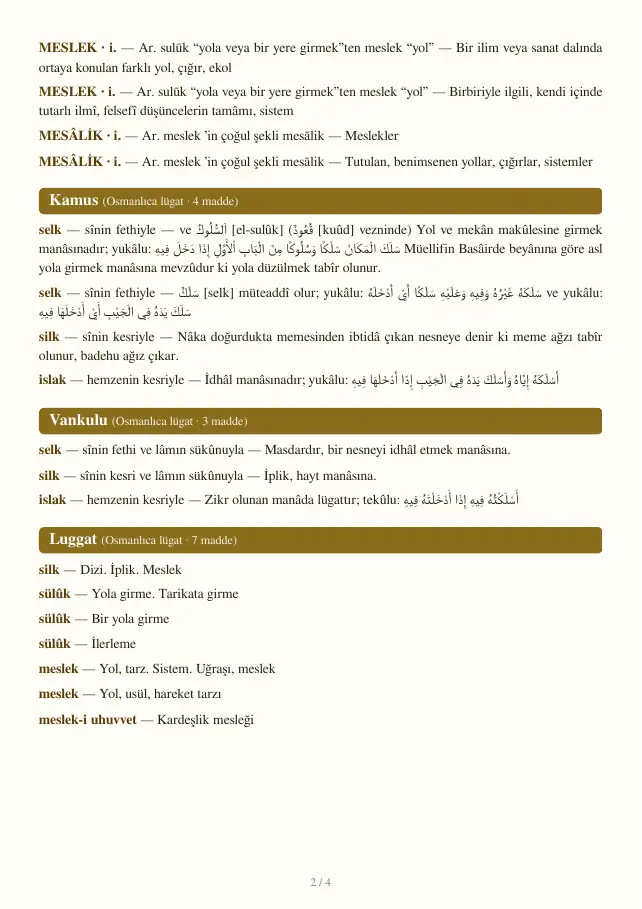 MESLEK · i. — Ar. sulūk “yola veya bir yere girmek”ten meslek “yol” — Bir ilim veya sanat dalında
ortaya konulan farklı yol, çığır, ekol
MESLEK · i. — Ar. sulūk “yola veya bir yere girmek”ten meslek “yol” — Birbiriyle ilgili, kendi içinde
tutarlı ilmî, felsefî düşüncelerin tamâmı, sistem
MESÂLİK · i. — Ar. meslek ’in çoğul şekli mesālik — Meslekler
MESÂLİK · i. — Ar. meslek ’in çoğul şekli mesālik — Tutulan, benimsenen yollar, çığırlar, sistemler
Kamus (Osmanlıca lügat · 4 madde)
selk — sînin fethiyle — ve اَلسُّلُوكُ [el-sulûk] (قُعُودٌ [kuûd] vezninde) Yol ve mekân makûlesine girmek
manâsınadır; yukâlu: سَلَكَ الْمَكَانَ سَلْكًا وَسُلُوكًا مِنَ الْبَابِ الْأَوَّلِ إِذَا دَخَلَ فِيهِ Müellifin Basâirde beyânına göre asl
yola girmek manâsına mevzûdur ki yola düzülmek tabîr olunur.
selk — sînin fethiyle — سَلْكٌ [selk] müteaddî olur; yukâlu: سَلَكَهُ غَيْرُهُ وَفِيهِ وَعَلَيْهِ سَلْكًا أَيْ أَدْخَلَهُ ve yukâlu:
سَلَكَ يَدَهُ فِي الْجَيْبِ أَيْ أَدْخَلَهَا فِيهِ
silk — sînin kesriyle — Nâka doğurdukta memesinden ibtidâ çıkan nesneye denir ki meme ağzı tabîr
olunur, badehu ağız çıkar.
islak — hemzenin kesriyle — İdhâl manâsınadır; yukâlu: أَسْلَكَهُ إِيَّاهُ وَأَسْلَكَ يَدَهُ فِي الْجَيْبِ إِذَا أَدْخَلَهَا فِيهِ
Vankulu (Osmanlıca lügat · 3 madde)
selk — sînin fethi ve lâmın sükûnuyla — Masdardır, bir nesneyi idhâl etmek manâsına.
silk — sînin kesri ve lâmın sükûnuyla — İplik, hayt manâsına.
islak — hemzenin kesriyle — Zikr olunan manâda lügattır; tekûlu: أَسْلَكْتُهُ فِيهِ إِذَا أَدْخَلْتَهُ فِيهِ
Luggat (Osmanlıca lügat · 7 madde)
silk — Dizi. İplik. Meslek
sülûk — Yola girme. Tarikata girme
sülûk — Bir yola girme
sülûk — İlerleme
meslek — Yol, tarz. Sistem. Uğraşı, meslek
meslek — Yol, usül, hareket tarzı
meslek-i uhuvvet — Kardeşlik mesleği
2 / 4